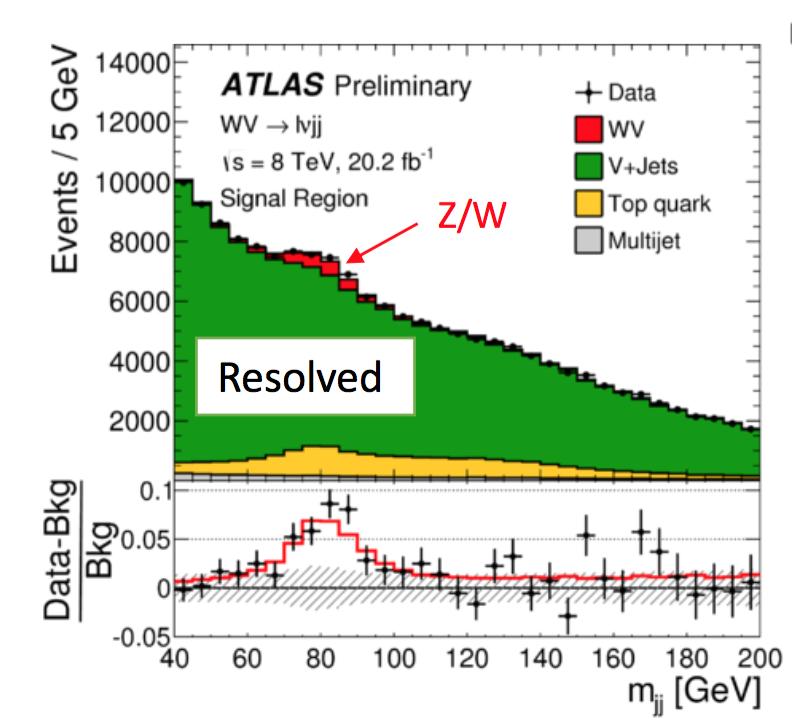 Events / 5 GeV
14000
12000
10000
8000
6000
4000
2000
ATLAS Preliminary
WV → lνjj
√s = 8 TeV, 20.2 fb⁻¹
Signal Region
Data
WV
V+Jets
Top quark
Multijet
Z/W
Resolved
Data-Bkg
Bkg
0.1
0.05
0
-0.05
40 60 80 100 120 140 160 180 200
mjj [GeV]